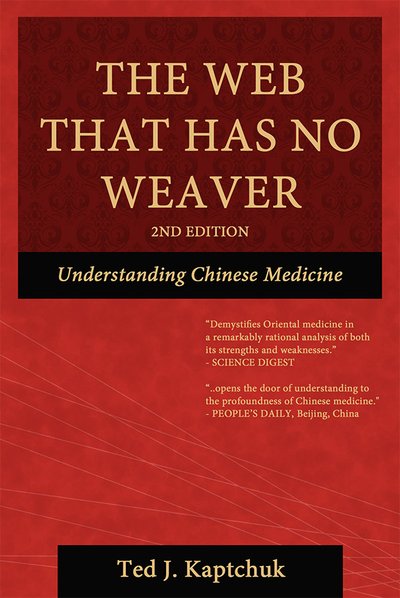 THE WEB
THAT HAS NO
WEAVER
2ND EDITION
Understanding Chinese Medicine
“Demystifies Oriental medicine in
a remarkably rational analysis of both
its strengths and weaknesses.”
- SCIENCE DIGEST
“..opens the door of understanding to
the profoundness of Chinese medicine.”
- PEOPLE’S DAILY, Beijing, China
Ted J. Kaptchuk